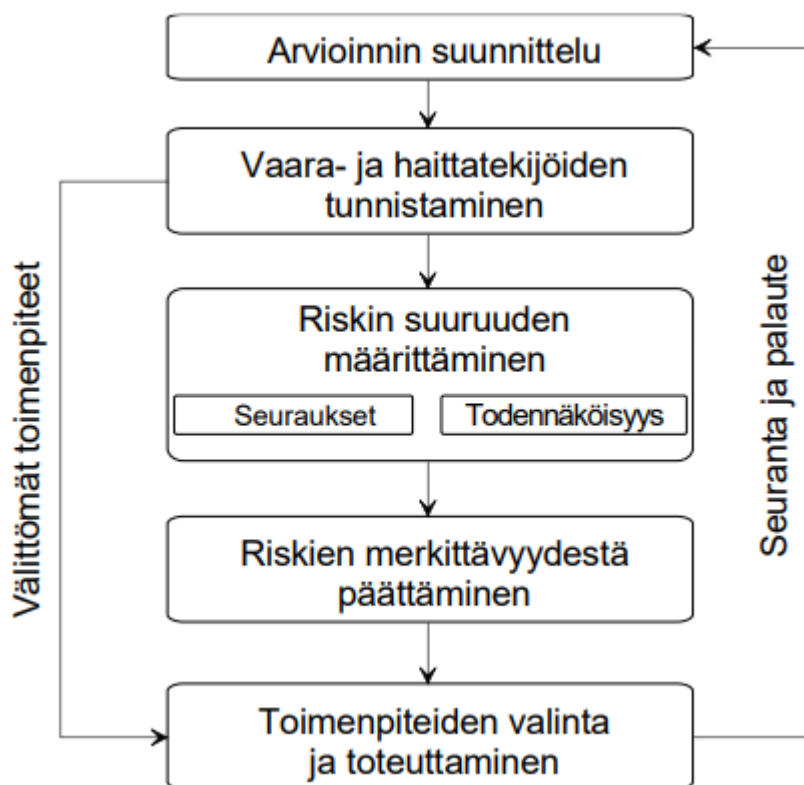 Arvioinnin suunnittelu
Vaara- ja haittatekijöiden
tunnistaminen
Riskin suuruuden
määrittäminen
Seuraukset
Todennäköisyys
Riskien merkittävyydestä
päättäminen
Toimenpiteiden valinta
ja toteuttaminen
Välittömät toimenpiteet
Seuranta ja palaute